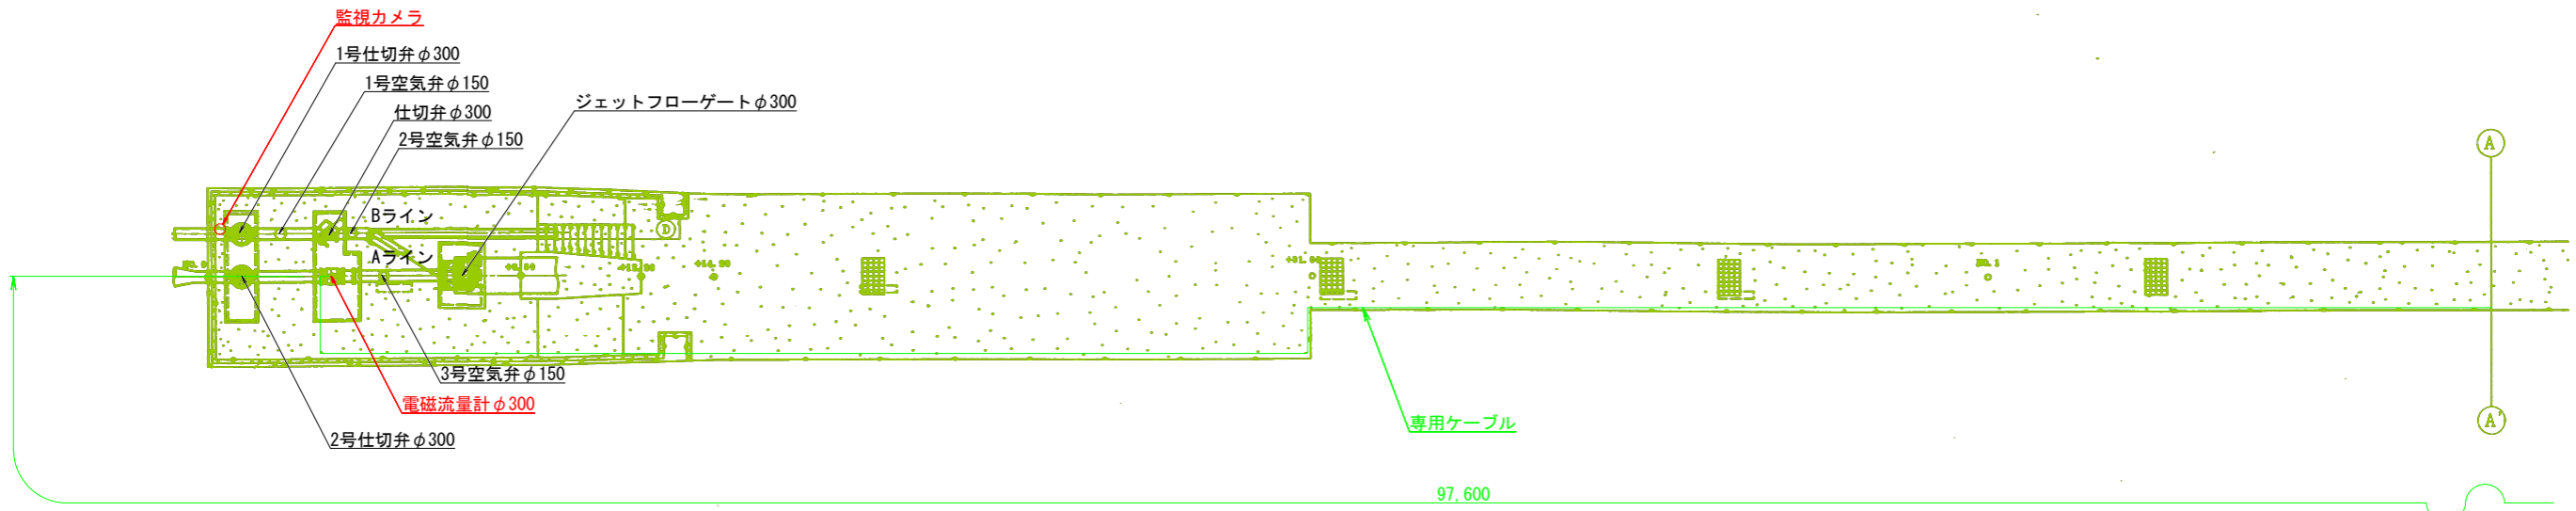 監視カメラ
1号仕切弁φ300
1号空気弁φ150
仕切弁φ300
2号空気弁φ150
ジェットフローゲートφ300
A
Bライン
D
Aライン
NO.1
3号空気弁φ150
電磁流量計φ300
2号仕切弁φ300
専用ケーブル
A'
97,600